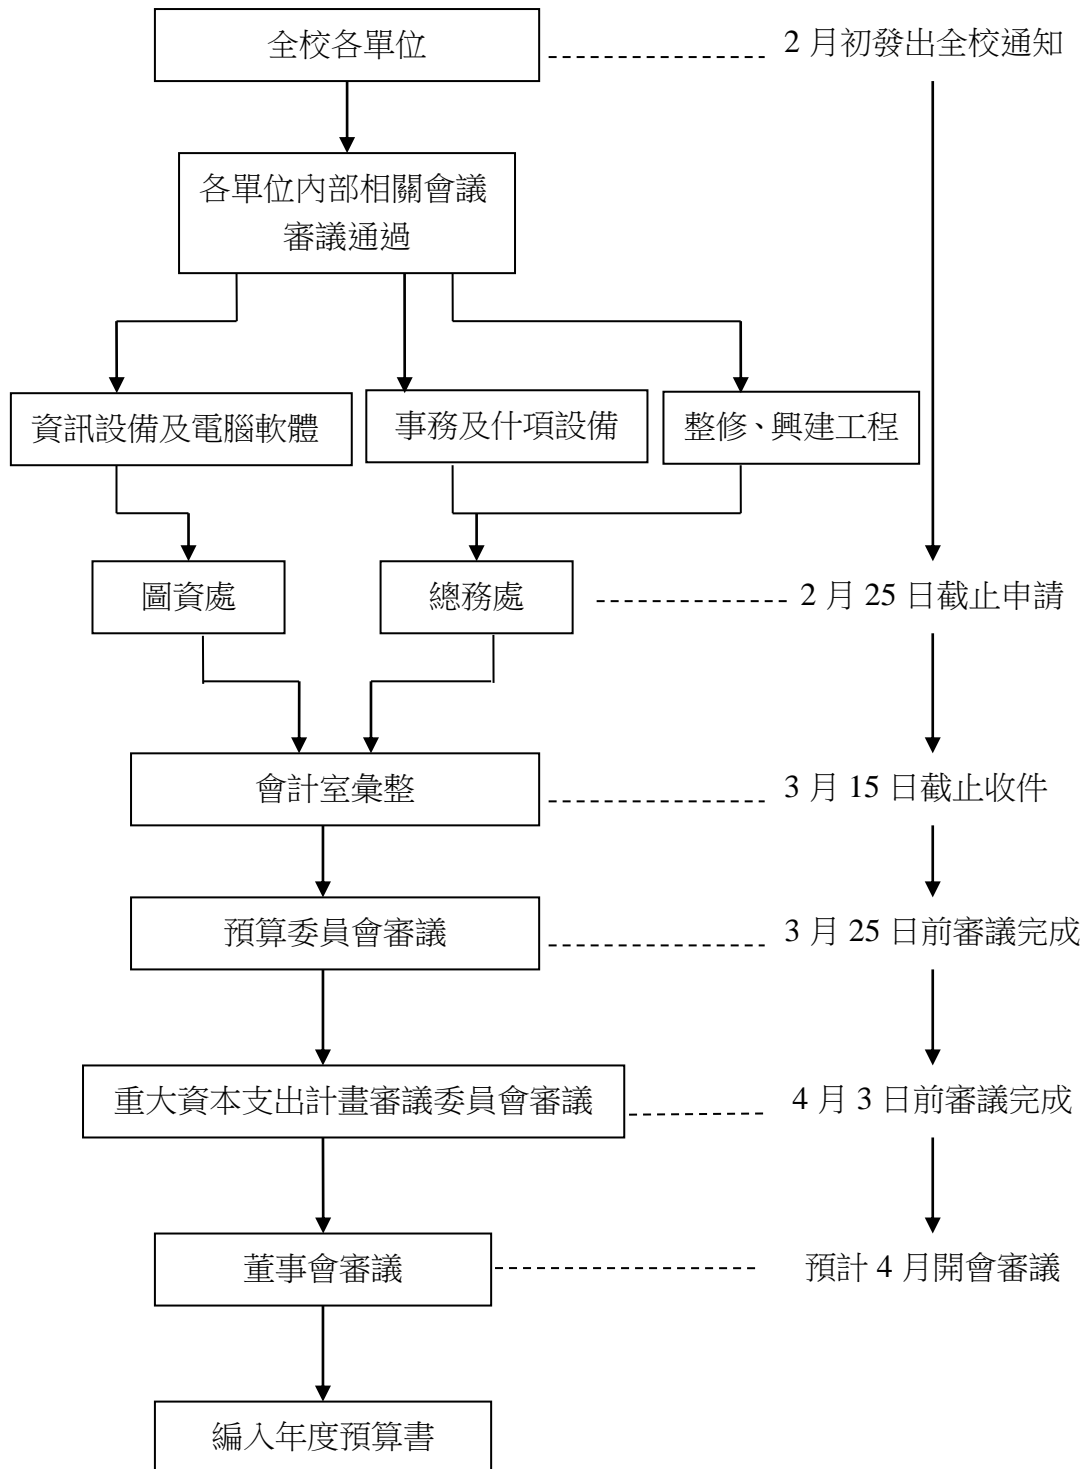 全校各單位
2 月初發出全校通知
各單位內部相關會議
審議通過
資訊設備及電腦軟體
事務及什項設備
整修、興建工程
圖資處
總務處
2 月 25 日截止申請
會計室彙整
3 月 15 日截止收件
預算委員會審議
3 月 25 日前審議完成
重大資本支出計畫審議委員會審議
4 月 3 日前審議完成
董事會審議
預計 4 月開會審議
編入年度預算書